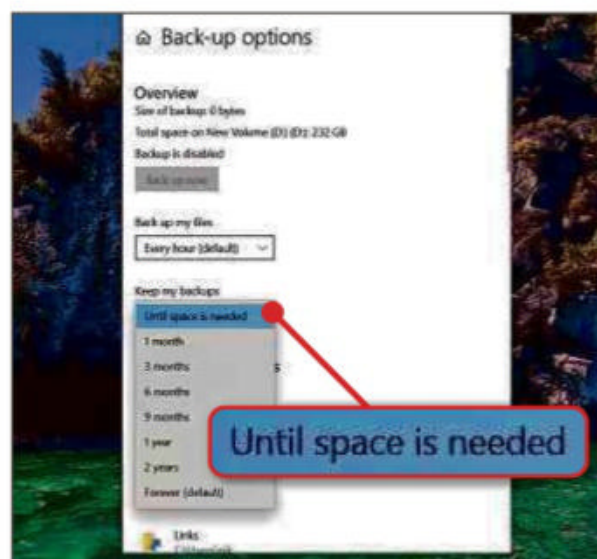 Back-up options
Overview
Size of backup: 0 bytes
Total space on New Volume (D:) (D:): 232 GB
Backup is disabled
Back up now
Back up my files
Every hour (default)
Keep my backups
Until space is needed
1 month
3 months
s
6 months
9 months
1 year
2 years
Forever (default)
Until space is needed
Links